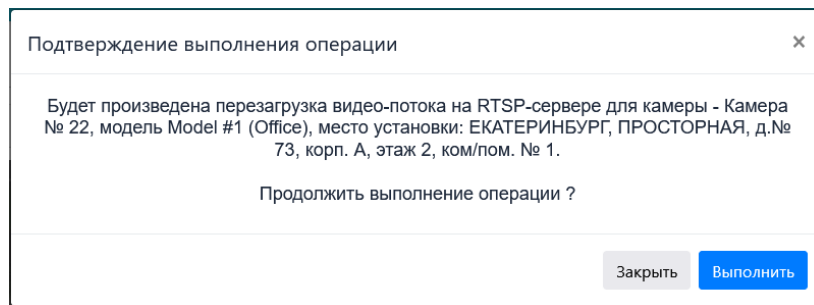 Подтверждение выполнения операции ×
Будет произведена перезагрузка видео-потока на RTSP-сервере для камеры - Камера
№ 22, модель Model #1 (Office), место установки: ЕКАТЕРИНБУРГ, ПРОСТОРНАЯ, д.№
73, корп. А, этаж 2, ком/пом. № 1.
Продолжить выполнение операции ?
Закрыть Выполнить